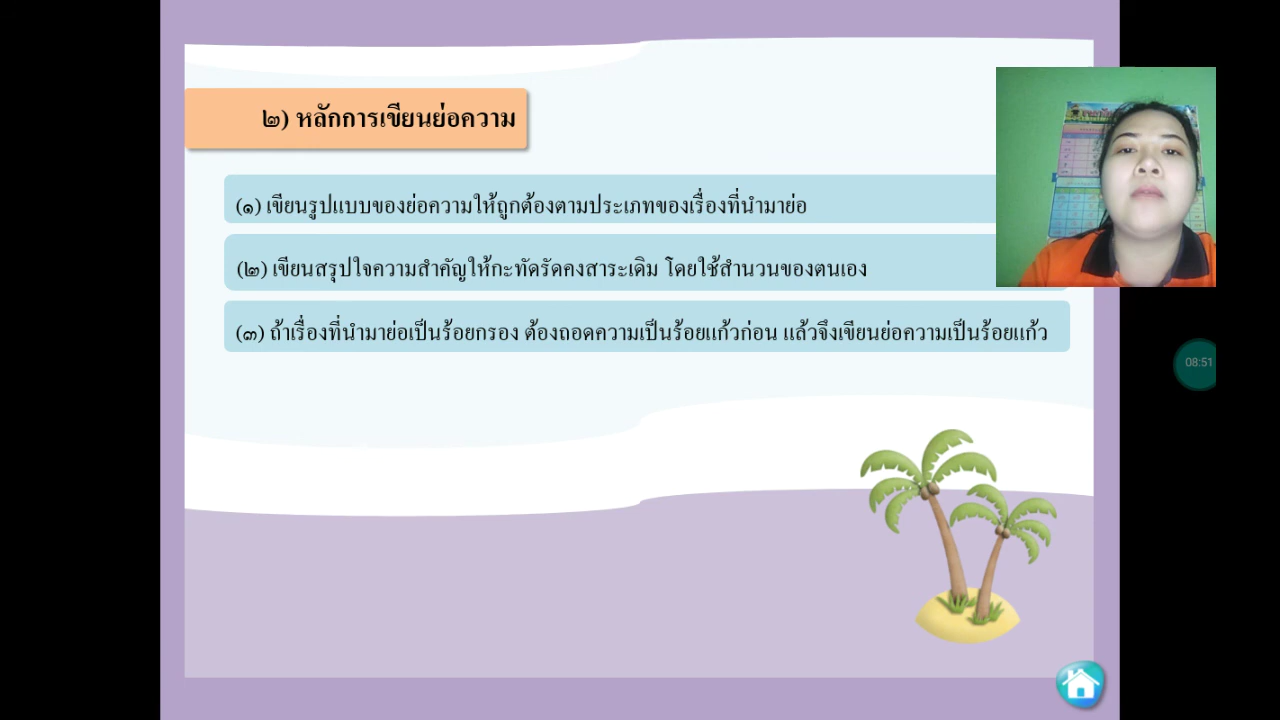 ๒) หลักการเขียนย่อความ
(๑) เขียนรูปแบบของย่อความให้ถูกต้องตามประเภทของเรื่องที่นำมาย่อ
(๒) เขียนสรุปใจความสำคัญให้กะทัดรัดคงสาระเดิม โดยใช้สำนวนของตนเอง
(๓) ถ้าเรื่องที่นำมาย่อเป็นร้อยกรอง ต้องถอดความเป็นร้อยแก้วก่อน แล้วจึงเขียนย่อความเป็นร้อยแก้ว
08:51